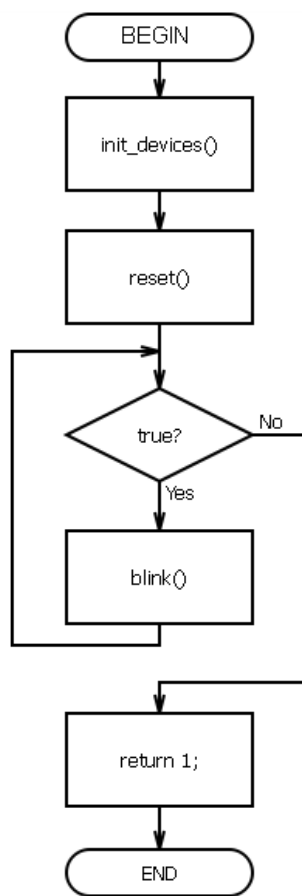 BEGIN
init_devices()
reset()
true?
No
Yes
blink()
return 1;
END